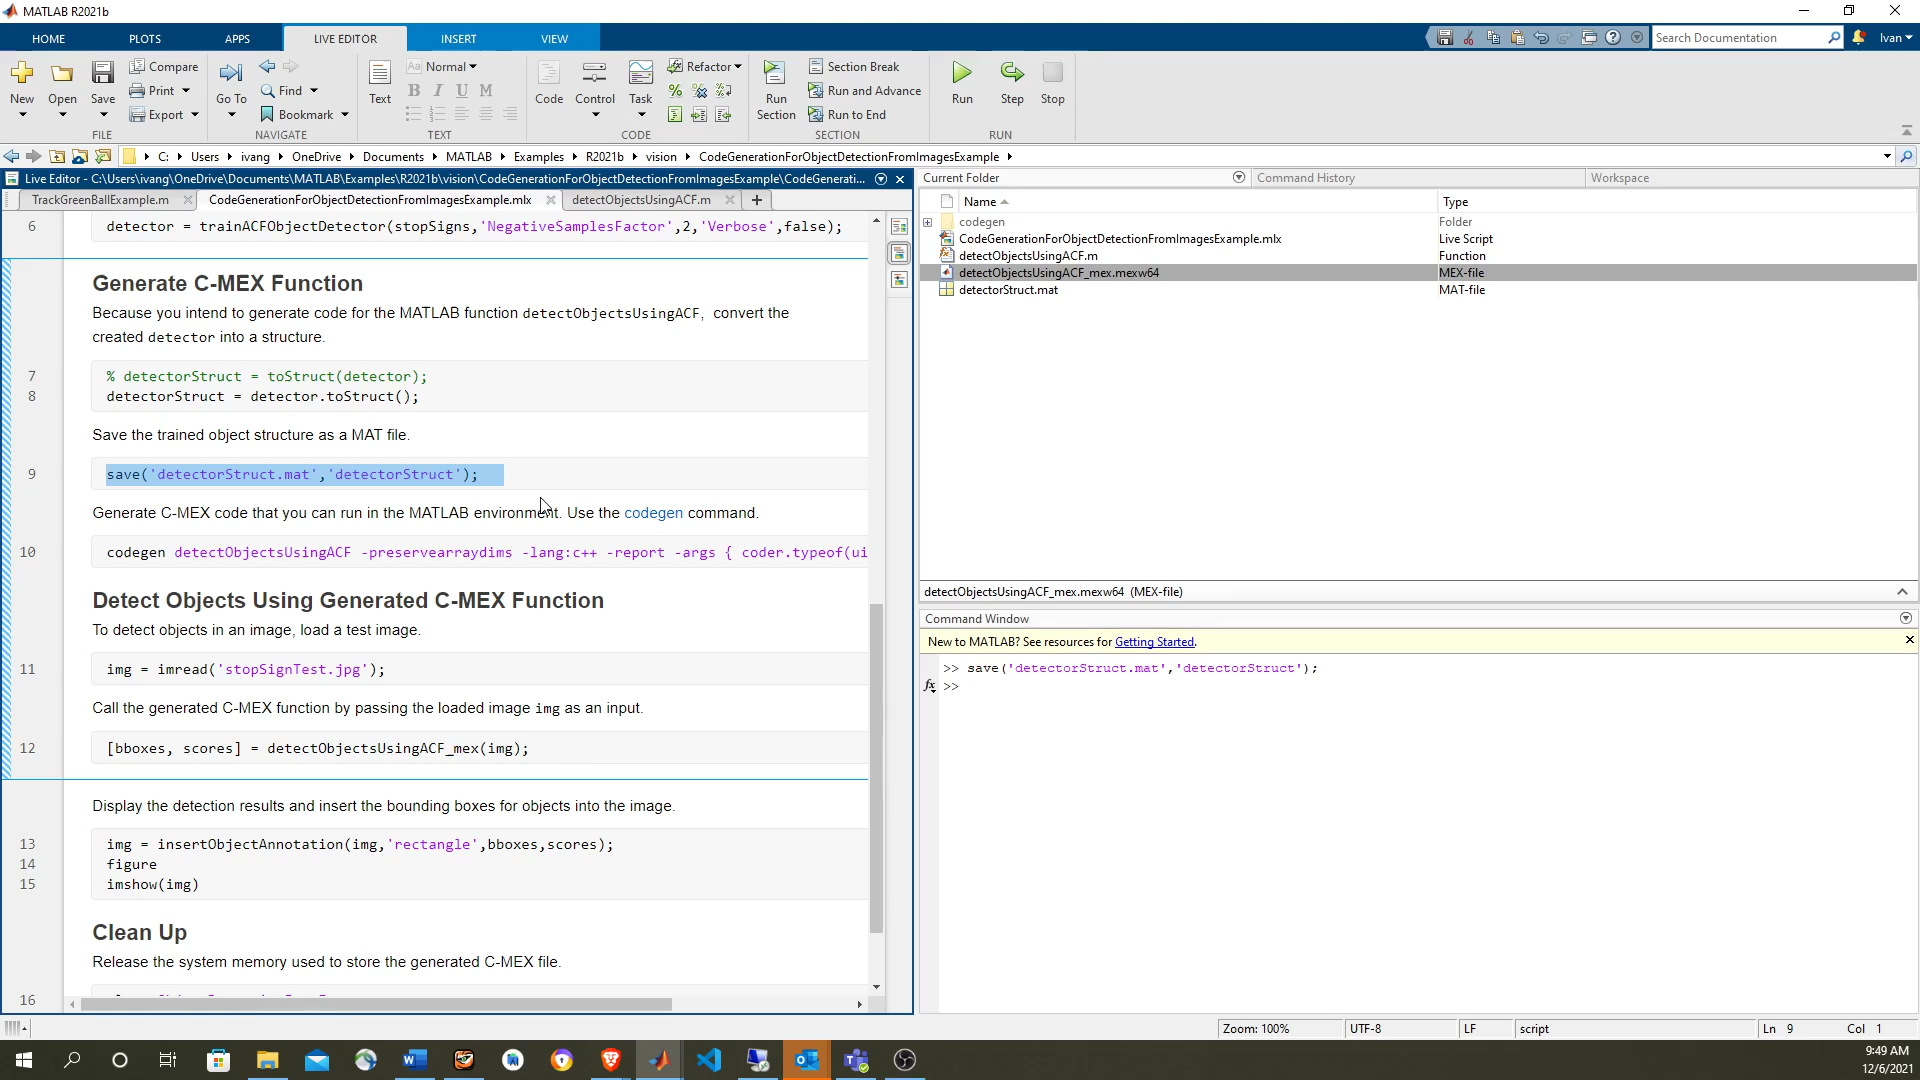 MATLAB R2021b
HOME PLOTS APPS LIVE EDITOR INSERT VIEW
Search Documentation Ivan
New Open Save Compare Print Export
Go To Find Bookmark
Text Aa Normal B I U M
Code Control Task Refactor
Run Section Section Break Run and Advance Run to End
Run Step Stop
FILE NAVIGATE TEXT CODE SECTION RUN
C: Users ivang OneDrive Documents MATLAB Examples R2021b vision CodeGenerationForObjectDetectionFromImagesExample
Live Editor - C:\Users\ivang\OneDrive\Documents\MATLAB\Examples\R2021b\vision\CodeGenerationForObjectDetectionFromImagesExample\CodeGenerati...
TrackGreenBallExample.m CodeGenerationForObjectDetectionFromImagesExample.mlx detectObjectsUsingACF.m
6 detector = trainACFObjectDetector(stopSigns,'NegativeSamplesFactor',2,'Verbose',false);
Generate C-MEX Function
Because you intend to generate code for the MATLAB function detectObjectsUsingACF, convert the
created detector into a structure.
7 % detectorStruct = toStruct(detector);
8 detectorStruct = detector.toStruct();
Save the trained object structure as a MAT file.
9 save('detectorStruct.mat','detectorStruct');
Generate C-MEX code that you can run in the MATLAB environment. Use the codegen command.
10 codegen detectObjectsUsingACF -preservearraydims -lang:c++ -report -args { coder.typeof(ui
Detect Objects Using Generated C-MEX Function
To detect objects in an image, load a test image.
11 img = imread('stopSignTest.jpg');
Call the generated C-MEX function by passing the loaded image img as an input.
12 [bboxes, scores] = detectObjectsUsingACF_mex(img);
Display the detection results and insert the bounding boxes for objects into the image.
13 img = insertObjectAnnotation(img,'rectangle',bboxes,scores);
14 figure
15 imshow(img)
Clean Up
Release the system memory used to store the generated C-MEX file.
16
Current Folder Command History Workspace
Name Type
codegen Folder
CodeGenerationForObjectDetectionFromImagesExample.mlx Live Script
detectObjectsUsingACF.m Function
detectObjectsUsingACF_mex.mexw64 MEX-file
detectorStruct.mat MAT-file
detectObjectsUsingACF_mex.mexw64 (MEX-file)
Command Window
New to MATLAB? See resources for Getting Started.
>> save('detectorStruct.mat','detectorStruct');
fx >>
Zoom: 100% UTF-8 LF script Ln 9 Col 1
9:49 AM
12/6/2021